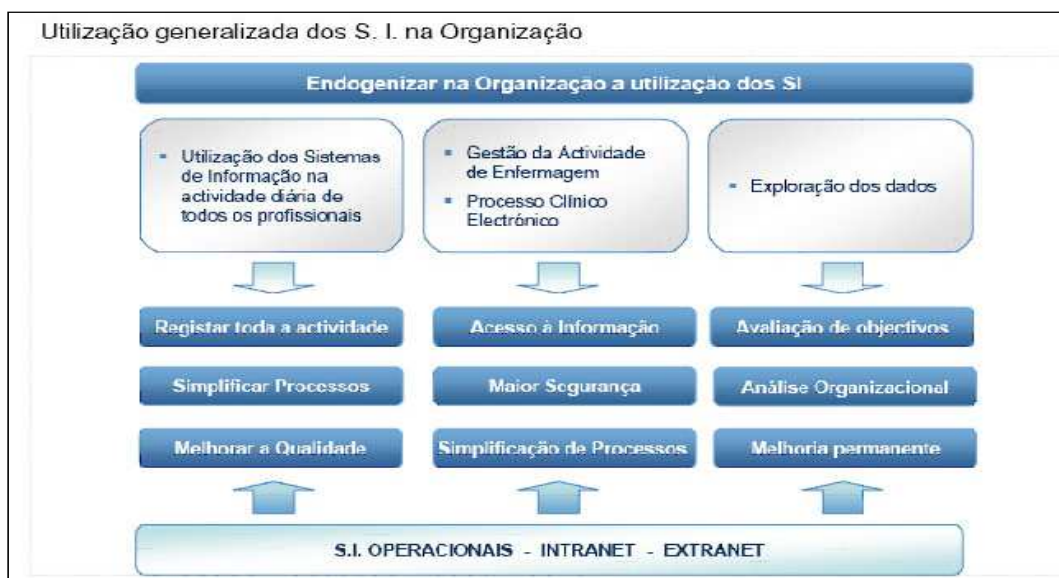 Utilização generalizada dos S. I. na Organização
Endogenizar na Organização a utilização dos SI
▪ Utilização dos Sistemas
de Informação na
actividade diária de
todos os profissionais
▪ Gestão da Actividade
de Enfermagem
▪ Processo Clínico
Electrónico
▪ Exploração dos dados
Registar toda a actividade
Acesso à Informação
Avaliação de objectivos
Simplificar Processos
Maior Segurança
Análise Organizacional
Melhorar a Qualidade
Simplificação de Processos
Melhoria permanente
S.I. OPERACIONAIS - INTRANET - EXTRANET